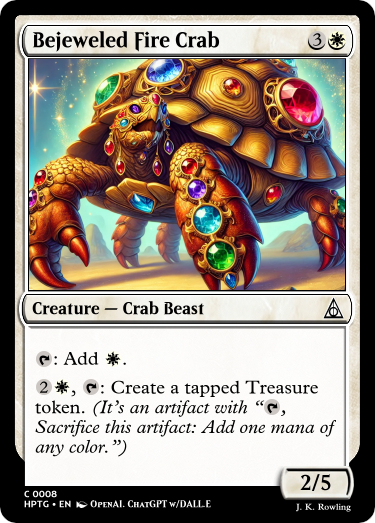 Bejeweled Fire Crab 3
Creature — Crab Beast
: Add .
2, : Create a tapped Treasure
token. (It's an artifact with “,
Sacrifice this artifact: Add one mana of
any color.”)
2/5
C 0008
HPTG • EN OpenAI. ChatGPT w/DALL.E
J. K. Rowling